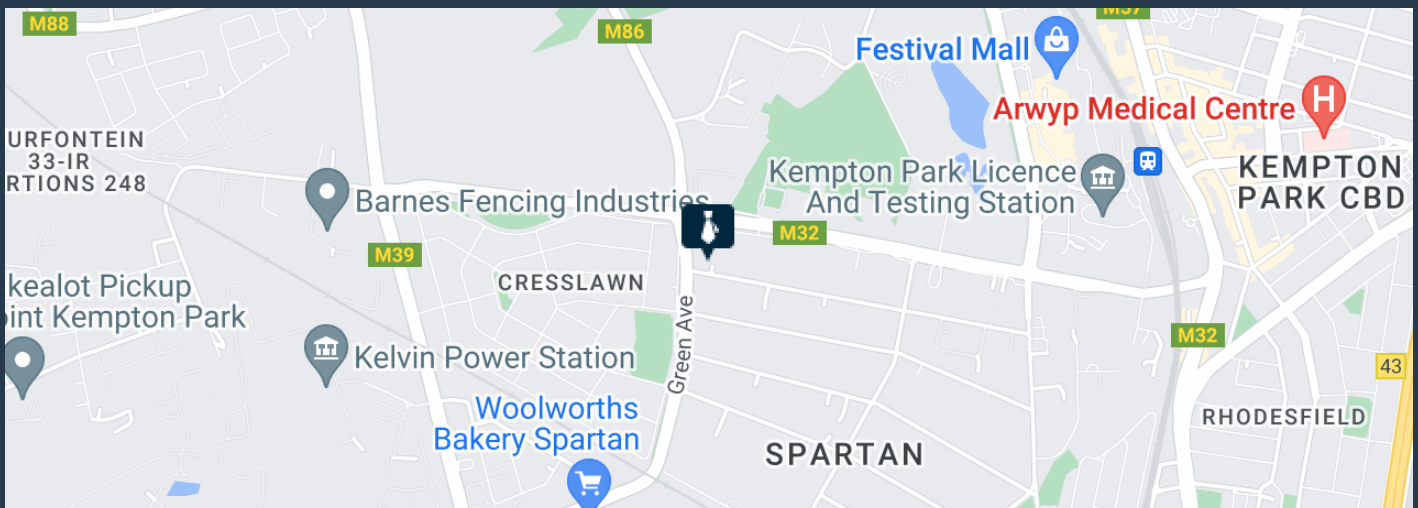 M88
M86
M57
Festival Mall
Arwyp Medical Centre
H
URFONTEIN
33-IR
RTIONS 248
Kempton Park Licence
And Testing Station
KEMPTON
PARK CBD
Barnes Fencing Industries
M32
M39
CRESSLAWN
kealot Pickup
oint Kempton Park
Green Ave
Kelvin Power Station
M32
43
Woolworths
Bakery Spartan
RHODESFIELD
SPARTAN